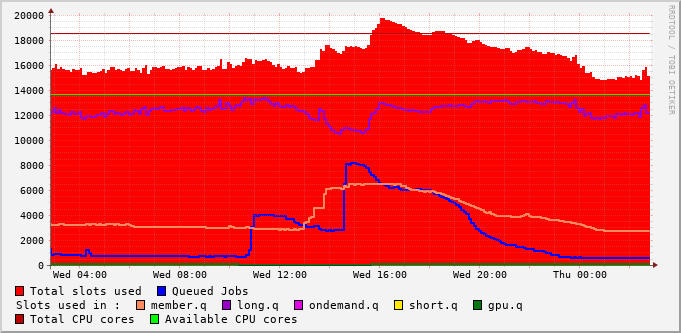 20000
18000
16000
14000
12000
10000
8000
6000
4000
2000
0
Wed 04:00 Wed 08:00 Wed 12:00 Wed 16:00 Wed 20:00 Thu 00:00
Total slots used Queued Jobs
Slots used in : member.q long.q ondemand.q short.q gpu.q
Total CPU cores Available CPU cores
RRDTOOL / TOBI OETIKER